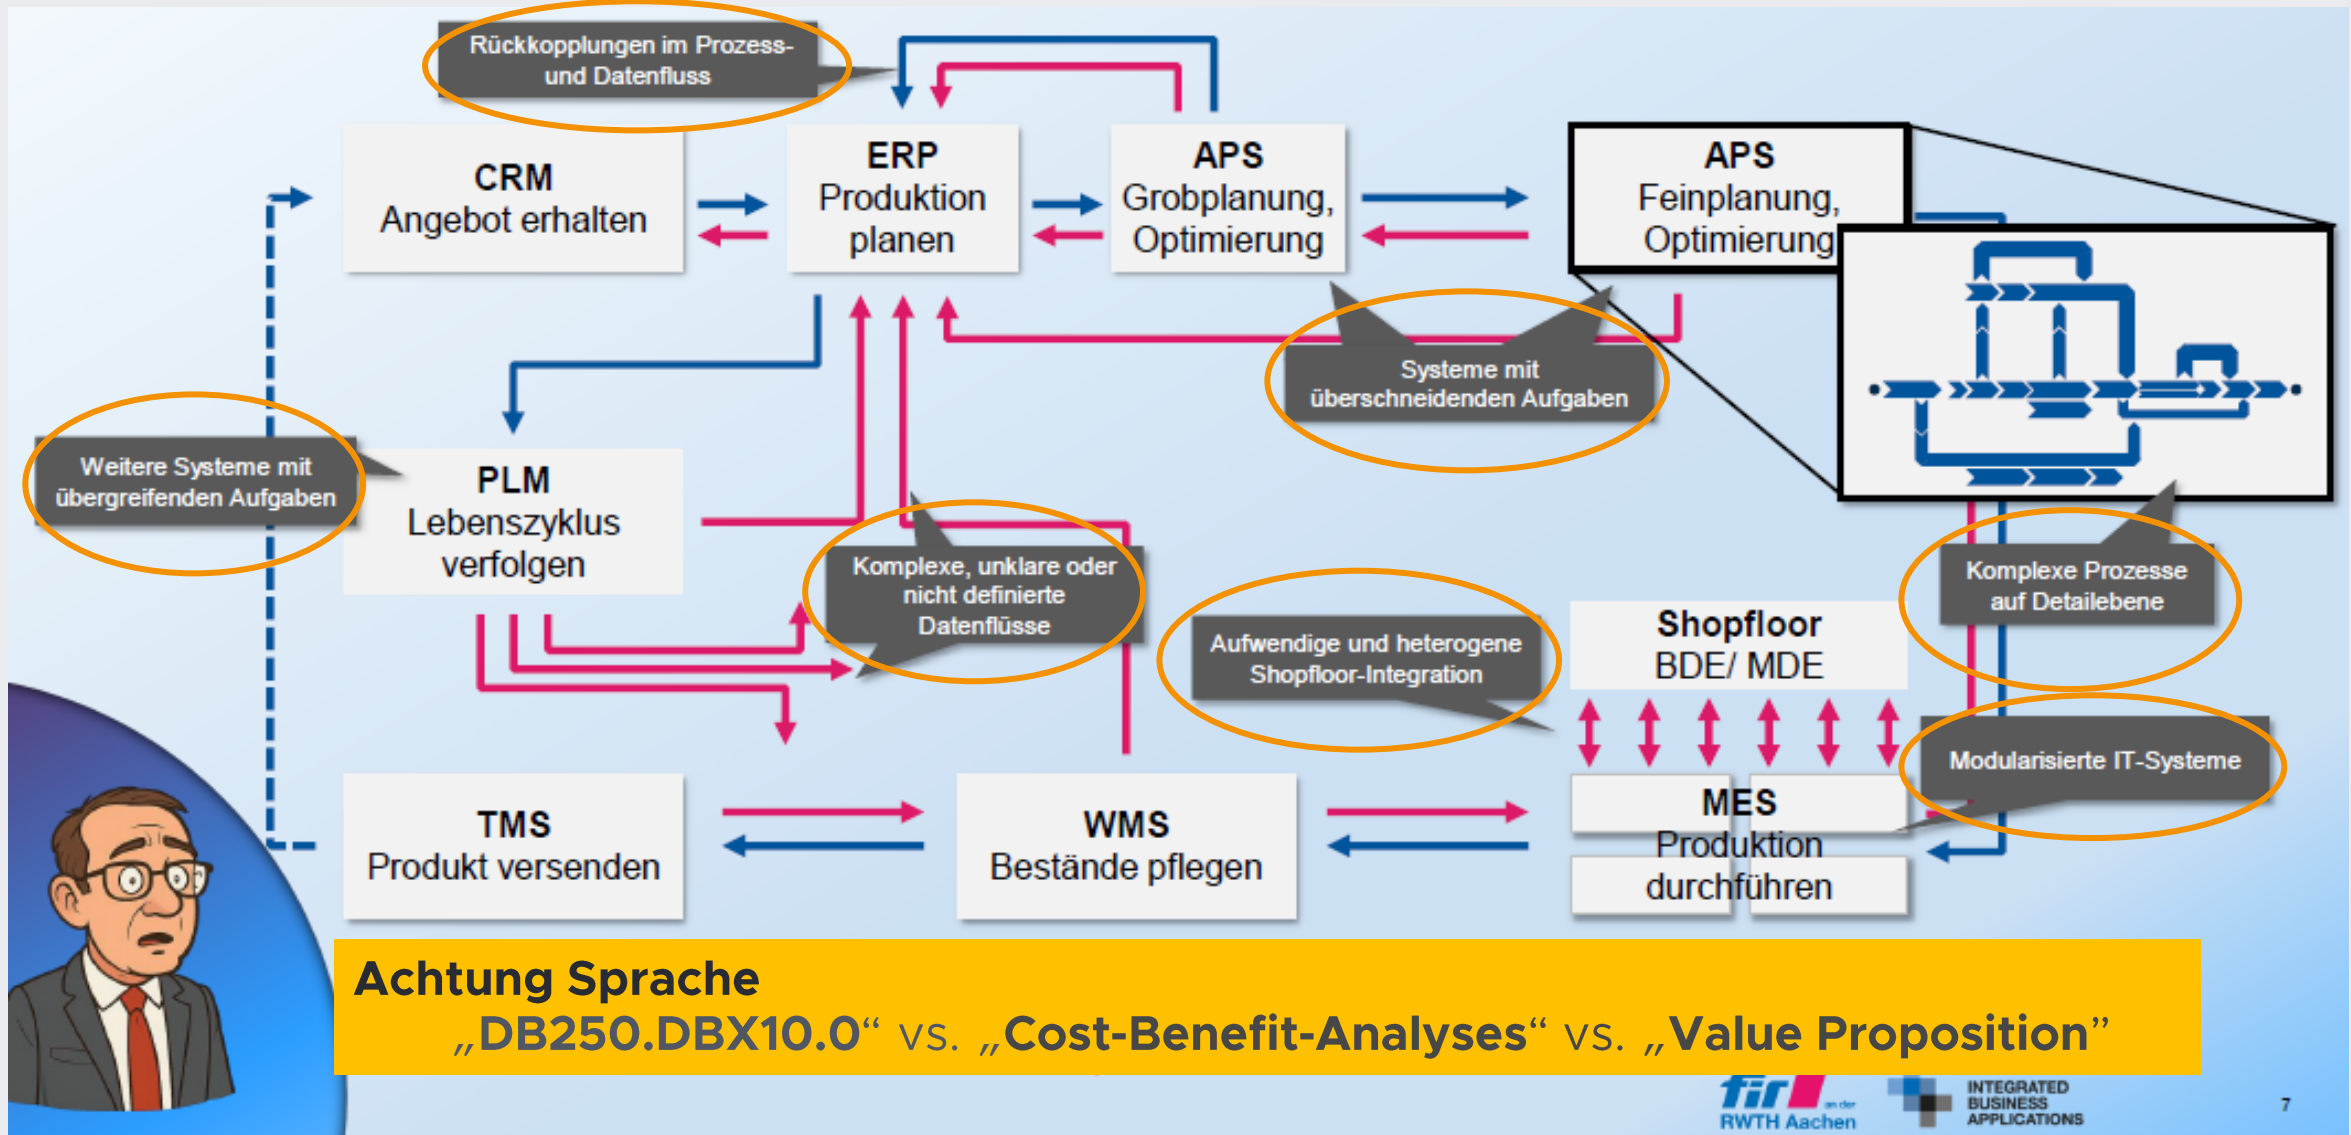 Rückkopplungen im Prozess-
und Datenfluss
CRM
Angebot erhalten
ERP
Produktion
planen
APS
Grobplanung,
Optimierung
APS
Feinplanung,
Optimierung
Systeme mit
überschneidenden Aufgaben
Weitere Systeme mit
übergreifenden Aufgaben
PLM
Lebenszyklus
verfolgen
Komplexe, unklare oder
nicht definierte
Datenflüsse
Komplexe Prozesse
auf Detailebene
Aufwendige und heterogene
Shopfloor-Integration
Shopfloor
BDE/ MDE
Modularisierte IT-Systeme
TMS
Produkt versenden
WMS
Bestände pflegen
MES
Produktion
durchführen
Achtung Sprache
„DB250.DBX10.0“ vs. „Cost-Benefit-Analyses“ vs. „Value Proposition”
fir an der
RWTH Aachen
INTEGRATED
BUSINESS
APPLICATIONS
7